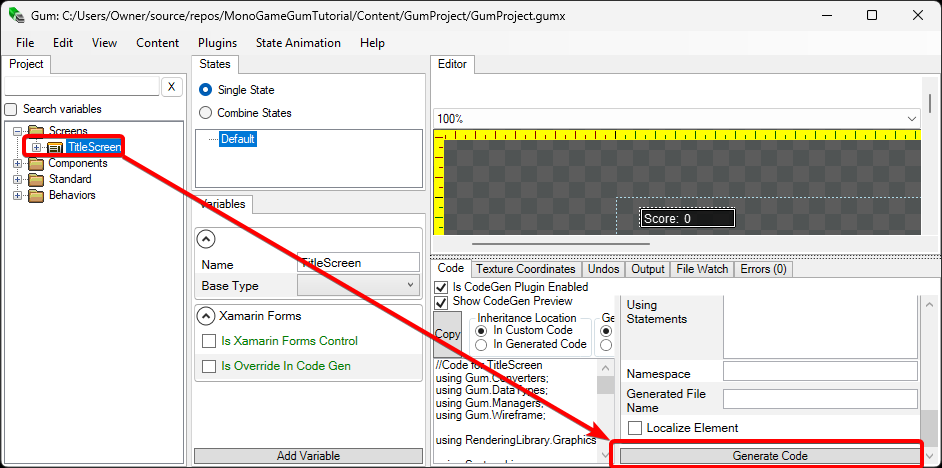 Gum: C:/Users/Owner/source/repos/MonoGameGumTutorial/Content/GumProject/GumProject.gumx
File Edit View Content Plugins State Animation Help
Project
X
Search variables
Screens
TitleScreen
Components
Standard
Behaviors
States
Single State
Combine States
Default
Variables
Name TitleScreen
Base Type
Xamarin Forms
Is Xamarin Forms Control
Is Override In Code Gen
Add Variable
Editor
100%
Score: 0
Code Texture Coordinates Undos Output File Watch Errors (0)
Is CodeGen Plugin Enabled
Show CodeGen Preview
Copy
Inheritance Location
In Custom Code
In Generated Code
Ge
//Code for TitleScreen
using Gum.Converters;
using Gum.DataTypes;
using Gum.Managers;
using Gum.Wireframe;
using RenderingLibrary.Graphics
Using
Statements
Namespace
Generated File
Name
Localize Element
Generate Code